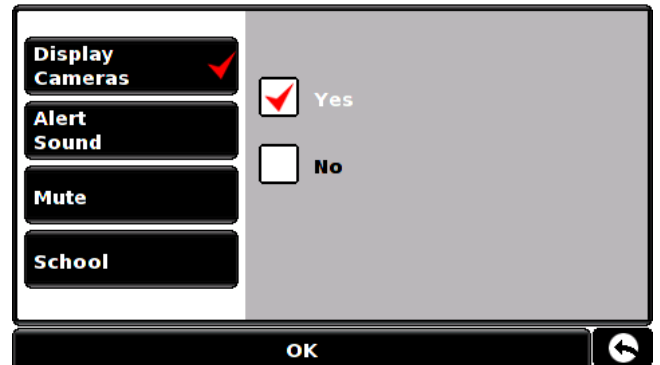 Display
Cameras
Alert
Sound
Mute
School
Yes
No
OK